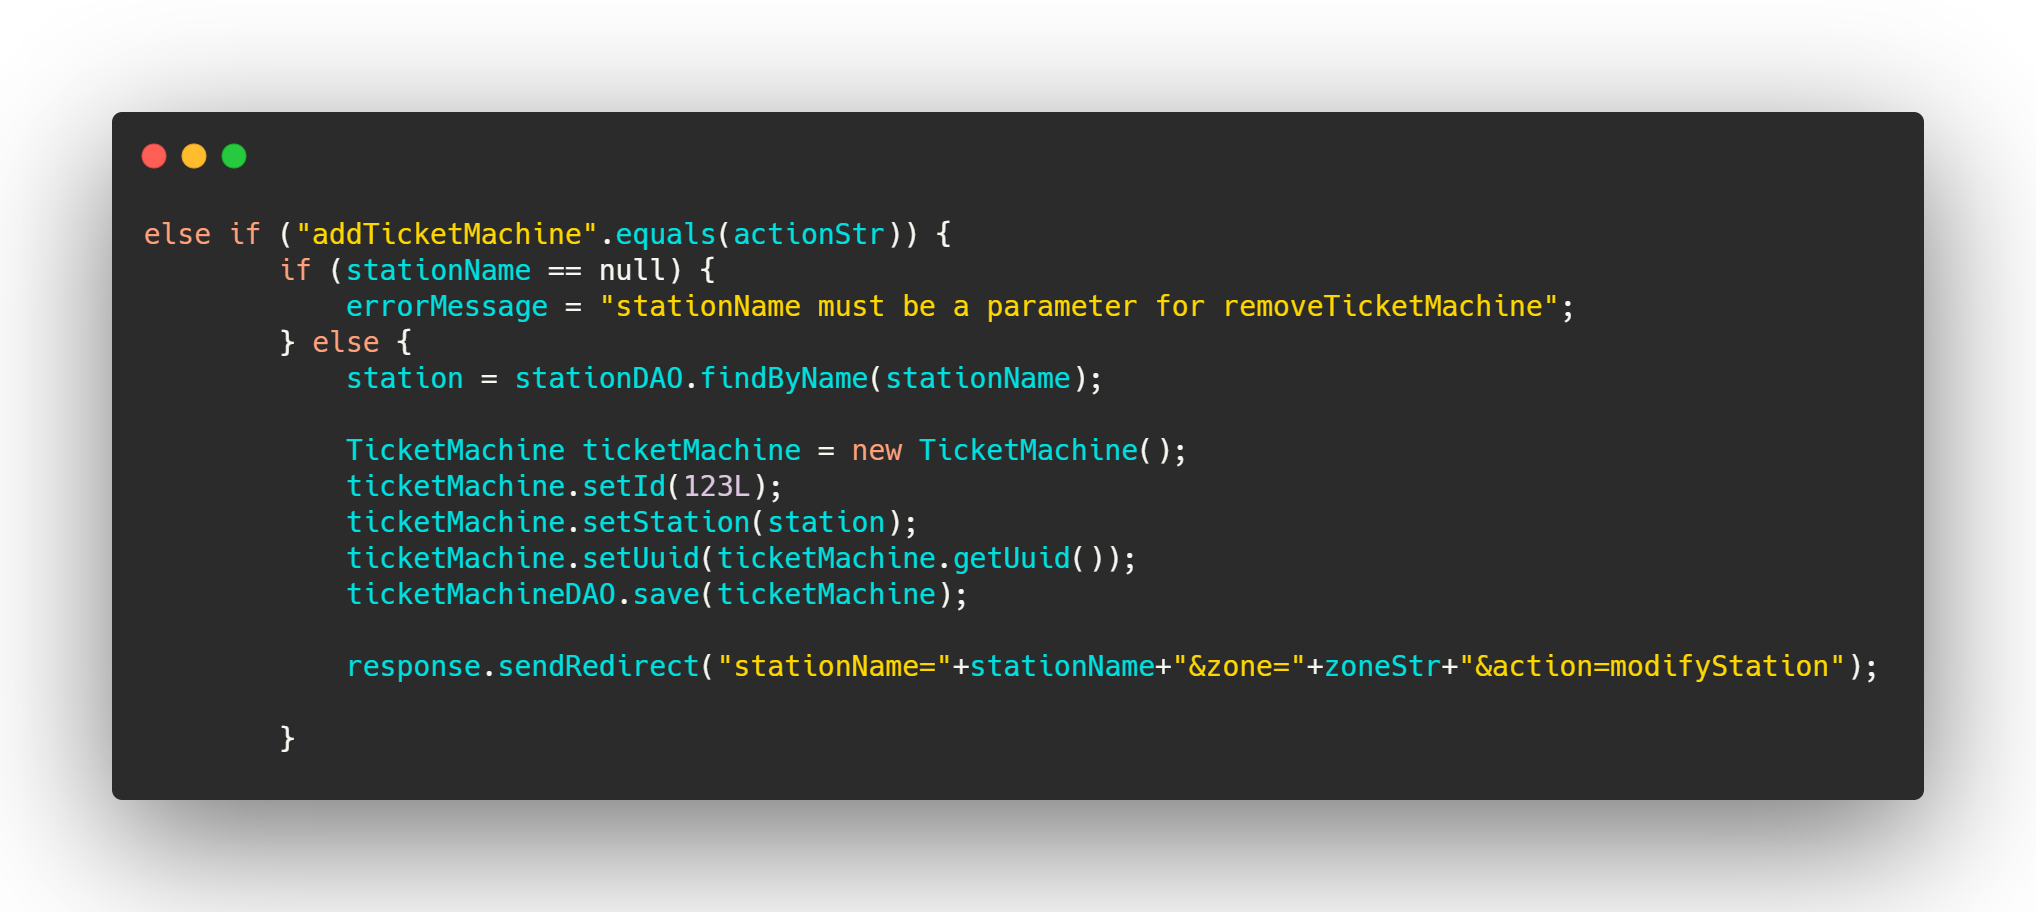 else if ("addTicketMachine".equals(actionStr)) {
        if (stationName == null) {
            errorMessage = "stationName must be a parameter for removeTicketMachine";
        } else {
            station = stationDAO.findByName(stationName);

            TicketMachine ticketMachine = new TicketMachine();
            ticketMachine.setId(123L);
            ticketMachine.setStation(station);
            ticketMachine.setUuid(ticketMachine.getUuid());
            ticketMachineDAO.save(ticketMachine);

            response.sendRedirect("stationName="+stationName+"&zone="+zoneStr+"&action=modifyStation");

        }